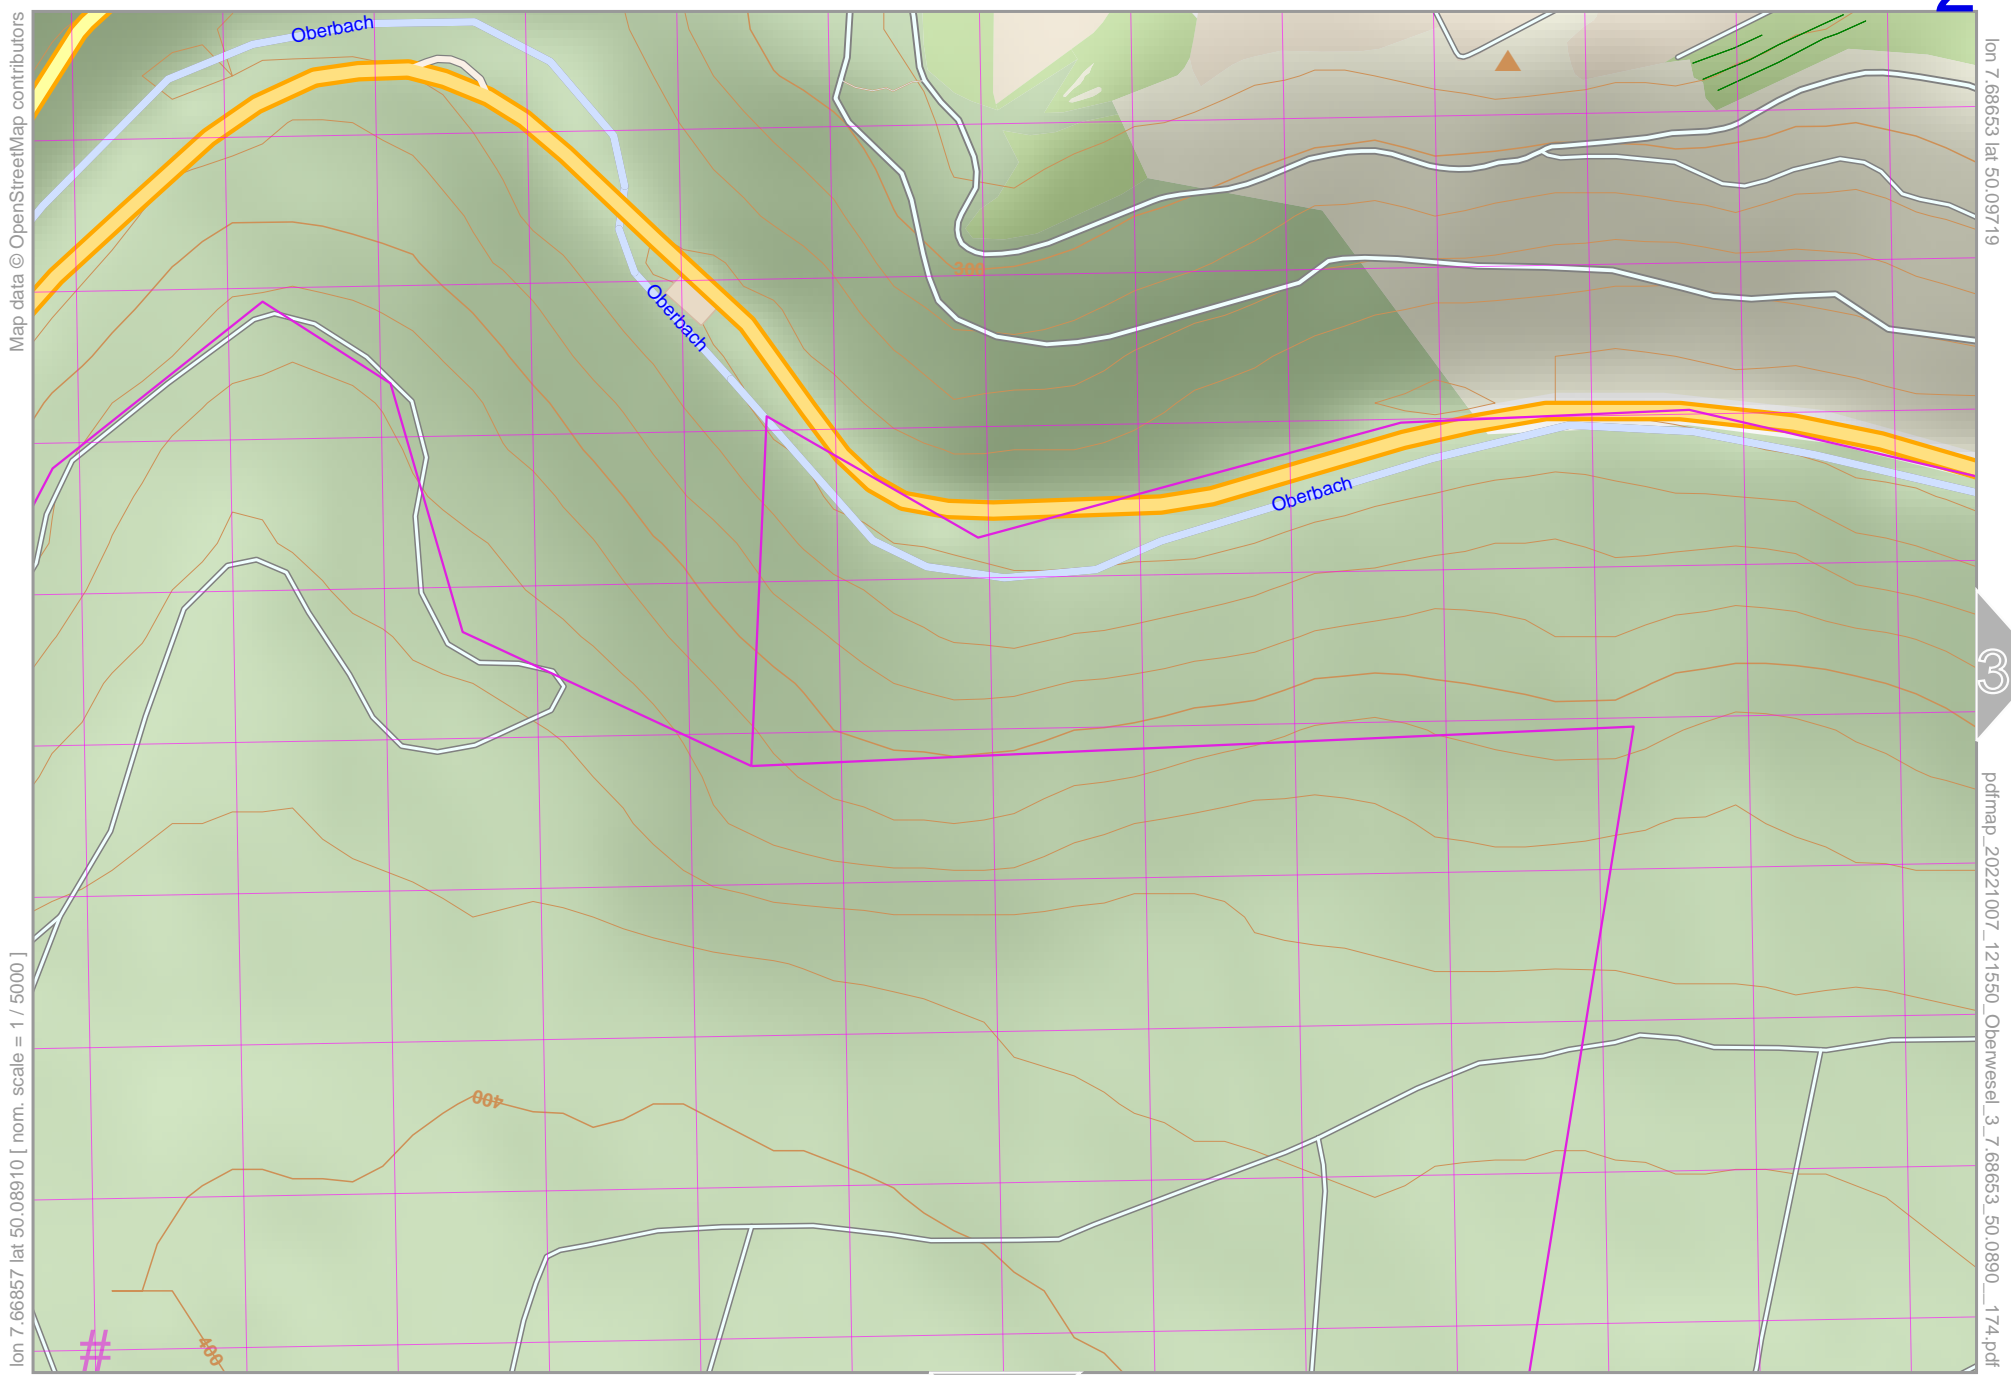 Map data © OpenStreetMap contributors
lon 7.66857 lat 50.08910 [ nom. scale = 1 / 5000 ]
Oberbach
Oberbach
300
Oberbach
400
400
#
lon 7.68653 lat 50.09719
3
pdfmap_20221007_121550_Oberwesel_3_7.68653_50.0890__174.pdf